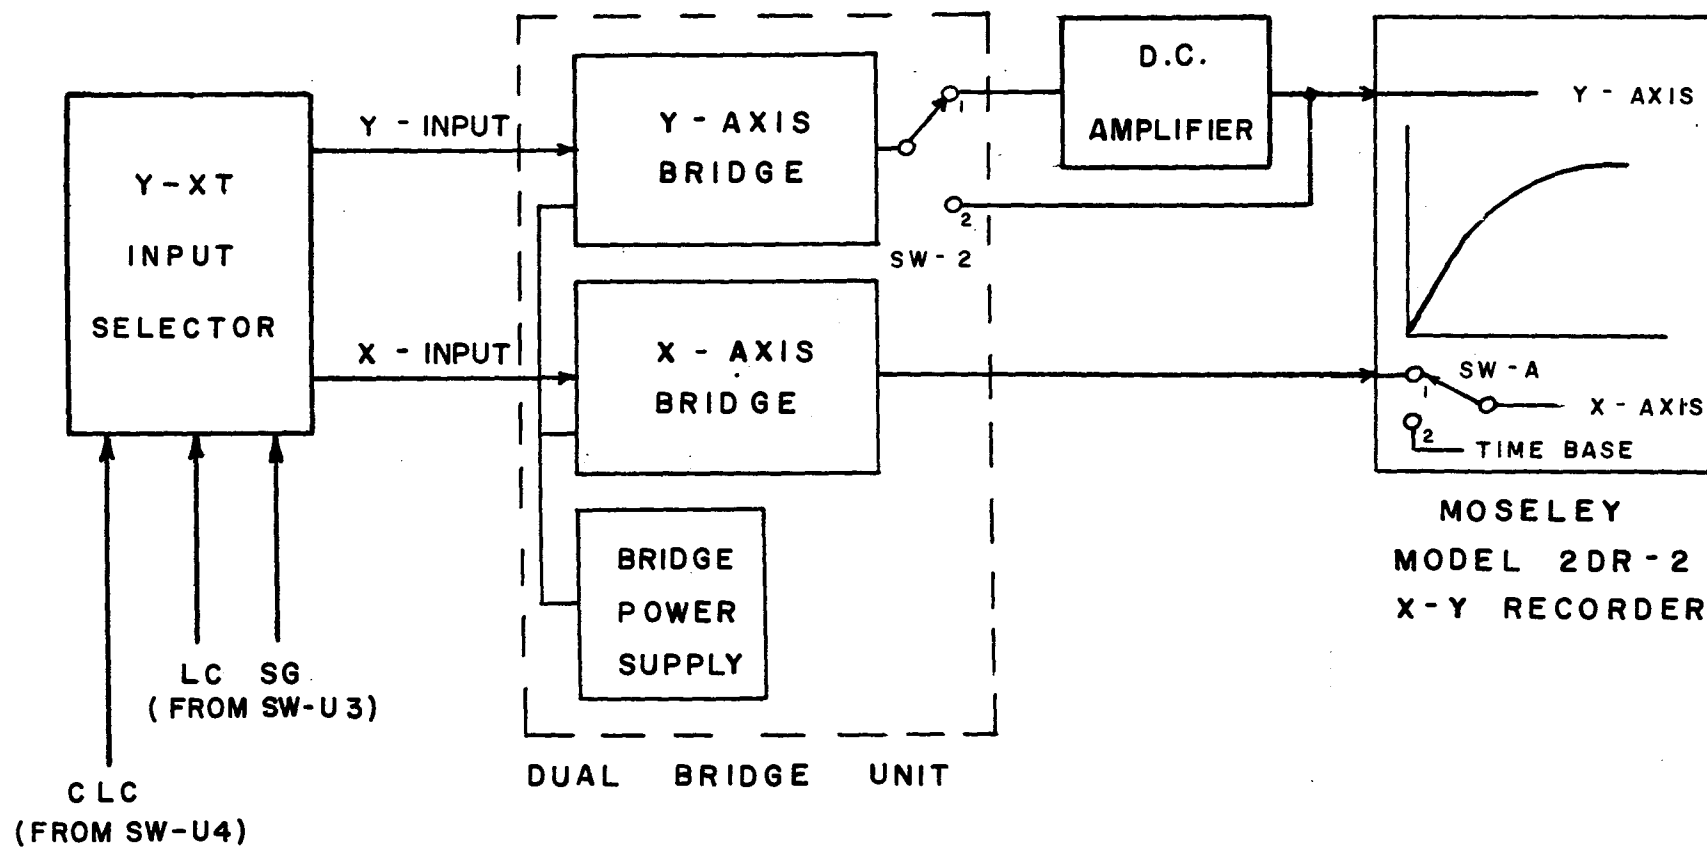 Y-XT
INPUT
SELECTOR
Y - INPUT
X - INPUT
CLC
(FROM SW-U4)
LC SG
(FROM SW-U3)
Y - AXIS
BRIDGE
X - AXIS
BRIDGE
BRIDGE
POWER
SUPPLY
1
2
SW - 2
DUAL BRIDGE UNIT
D.C.
AMPLIFIER
Y - AXIS
SW - A
1
X - AXIS
2
TIME BASE
MOSELEY
MODEL 2DR-2
X-Y RECORDER